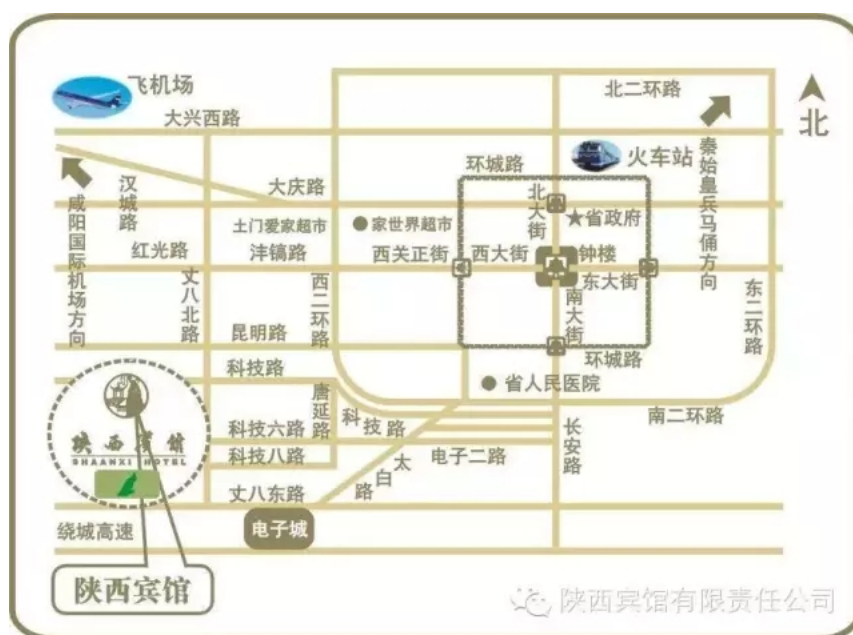 飞机场
北二环路
大兴西路
北
火车站
环城路
秦始皇兵马俑方向
汉城路
大庆路
北大街
省政府
咸阳国际机场方向
土门爱家超市
家世界超市
红光路
沣镐路
西关正街
西大街
钟楼
东大街
丈八北路
西二环路
南大街
东二环路
昆明路
环城路
科技路
省人民医院
唐延路
科技路
南二环路
陕西宾馆
SHAANXI HOTEL
科技六路
长安路
科技八路
太白路
电子二路
丈八东路
绕城高速
电子城
陕西宾馆
陕西宾馆有限责任公司